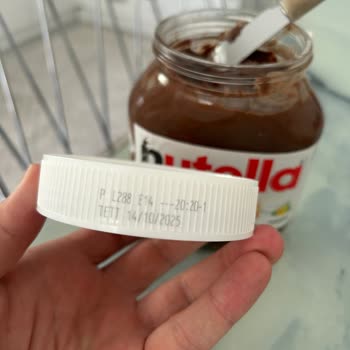 P L288 E14 ---20:20-1
TETT 14/10/2025
nutella